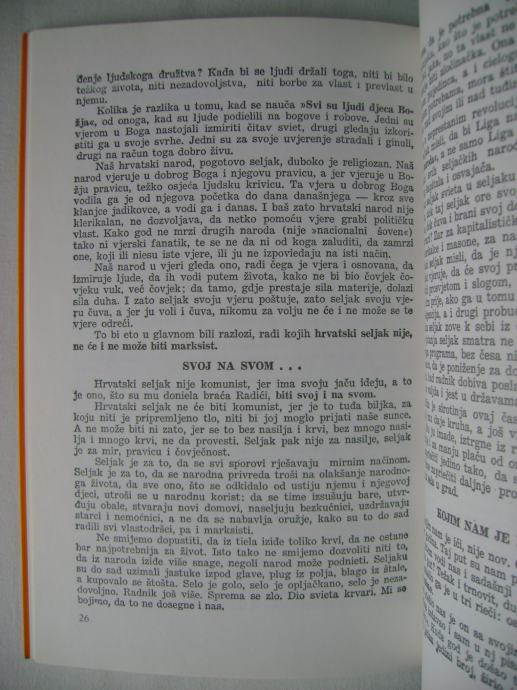 đenje ljudskoga društva? Kada bi se ljudi držali toga, niti bi bilo
težkog života, niti nezadovoljstva, niti borbe za vlast i prevlast u
njemu.
Kolika je razlika u tomu, kad se nauča »Svi su ljudi djeca Bo-
žja«, od onoga, kad su ljude podielili na bogove i robove. Jedni su
vjerom u Boga nastojali izmiriti čitav sviet, drugi gledaju izkori-
stiti ga u svoje svrhe. Jedni su za svoje uvjerenje stradali i ginuli,
drugi na račun toga dobro živu.
Naš hrvatski narod, pogotovo seljak, duboko je religiozan. Naš
narod vjeruje u dobrog Boga i njegovu pravicu, a jer vjeruje u Bo-
žju pravicu, težko osjeća ljudsku krivicu. Ta vjera u dobrog Boga
vodila ga je od njegova početka do dana današnjega — kroz sve
klanjce jadikovce, a vodi ga i danas. I baš zato hrvatski narod nije
klerikalan, ne dozvoljava, da netko pomoću vjere grabi političku
vlast. Kako god ne mrzi drugih naroda (nije »nacionalni šoven«)
tako ni vjerski fanatik, te se ne da ni od koga zaluditi, da zamrzi
one, koji ili niesu iste vjere, ili ju ne izpoviedaju na isti način.
Naš narod u vjeri gleda ono, radi čega je vjera i osnovana, da
izmiruje ljude, da ih vodi putem života, kako ne bi bio čovjek čo-
vjeku vuk, već čovjek; da tamo, gdje prestaje sila materije, dolazi
sila duha. I zato seljak svoju vjeru poštuje, zato seljak svoju vje-
ru čuva, a jer ju voli i čuva, nikomu za volju ne će i ne može se te
vjere odreći.
To bi eto u glavnom bili razlozi, radi kojih hrvatski seljak nije,
ne će i ne može biti marksist.
SVOJ NA SVOM . . .
Hrvatski seljak nije komunist, jer ima svoju jaču ideju, a to
je ono, što su mu doniela braća Radići, biti svoj i na svom.
Hrvatski seljak ne će biti komunist, jer je to tuđa biljka, za
koju niti je pripremljeno tlo, niti bi joj moglo prijati naše sunce.
A ne može biti ni zato, jer se to bez nasilja i krvi, bez mnogo nasi-
lja i mnogo krvi, ne da provesti. Seljak pak nije za nasilje, seljak
je za mir, pravicu i čovječnost.
Seljak je za to, da se svi sporovi rješavaju mirnim načinom.
Seljak je za to, da se narodna privreda troši na olakšanje narodno-
ga života, da sve ono, što se odkidalo od ustiju njemu i njegovoj
djeci, utroši se u narodnu korist: da se time izsušuju bare, utvr-
đuju obale, stvaraju novi domovi, naseljuju bezkućnici, uzdržavaju
starci i nemoćnici, a ne da se nabavlja oružje, kako su to do sad
radili svi vlastodršci, pa i marksisti.
Ne smijemo dopustiti, da iz tiela izide toliko krvi, da ne ostane
bar najpotrebnija za život. Isto tako ne smijemo dozvoliti niti to,
da iz naroda izide više snage, negoli narod može podnieti. Seljaku
su do sad uzimali jastuke izpod glave, plug iz polja, blago iz štale,
a kupovalo se štošta. Selo je golo, selo je opljačkano, selo je neza-
dovoljno. Radnik još više. Sprema se zlo. Dio svieta krvari. Mi se
bojimo, da to ne dosegne i nas.
26
KOJIM NAM JE